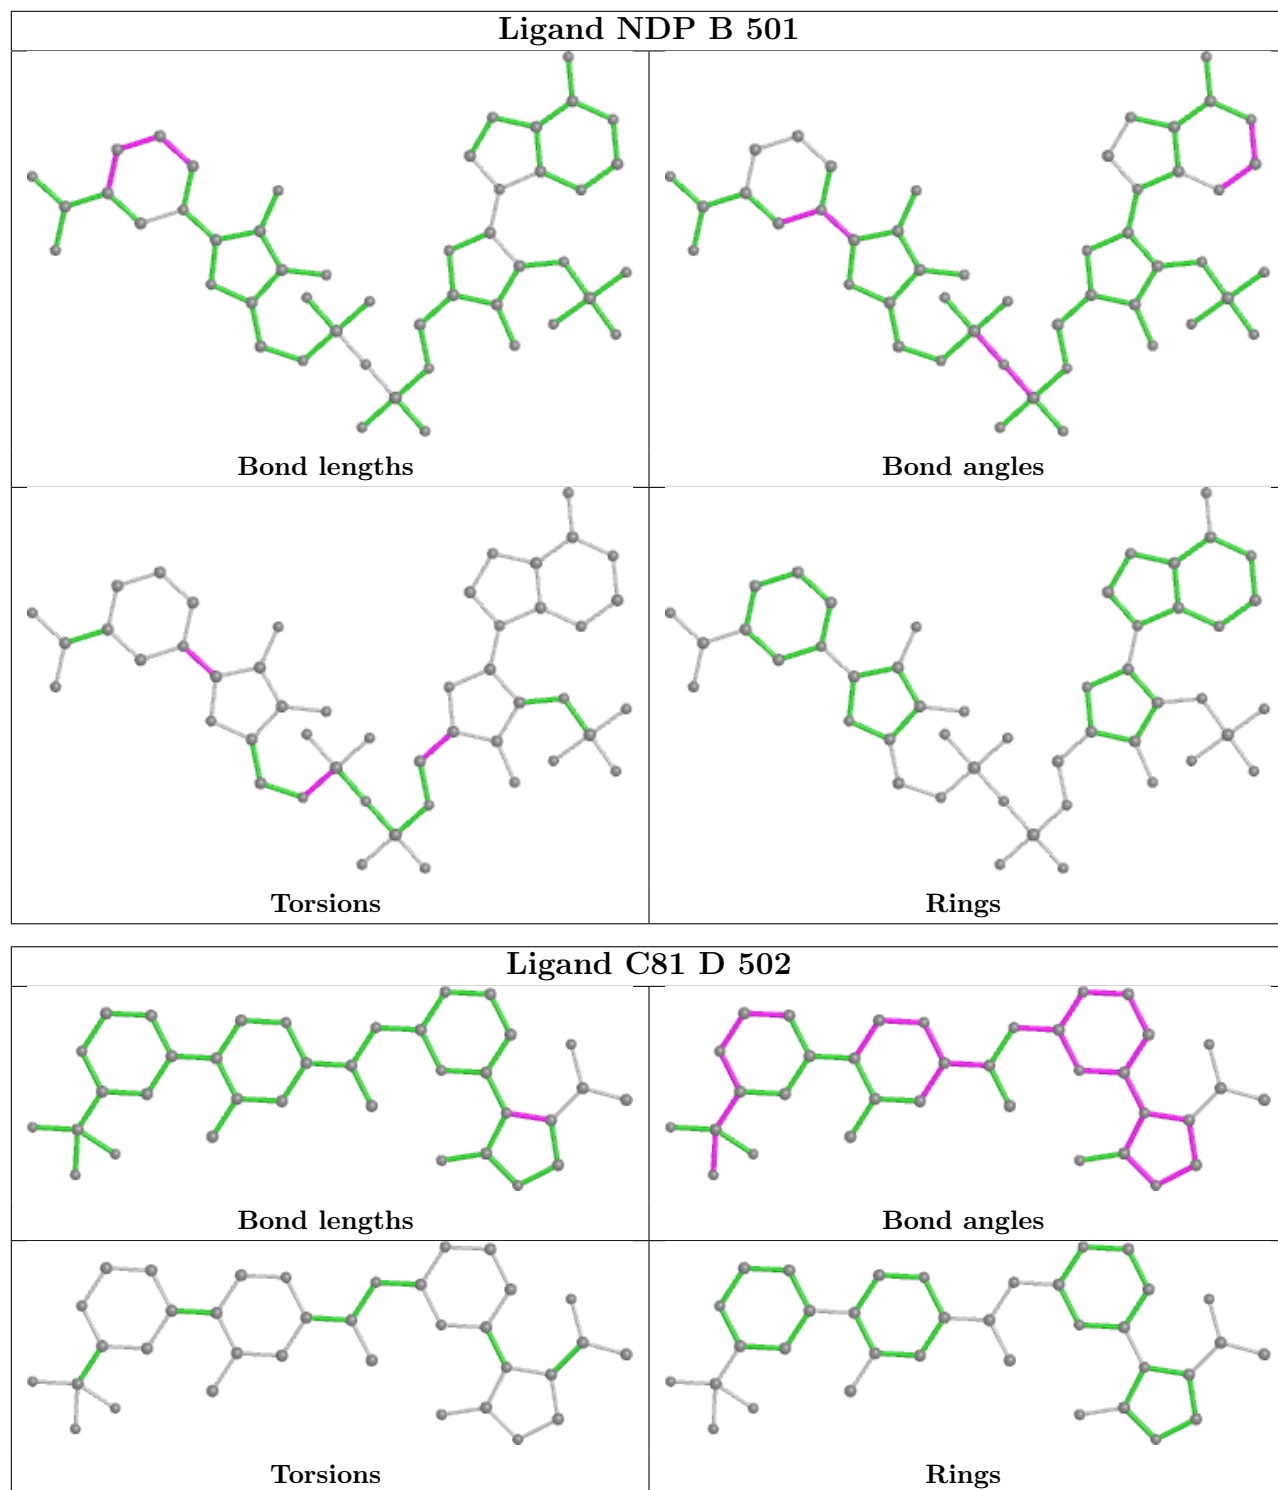 Ligand NDP B 501
Bond lengths
Bond angles
Torsions
Rings
Ligand C81 D 502
Bond lengths
Bond angles
Torsions
Rings